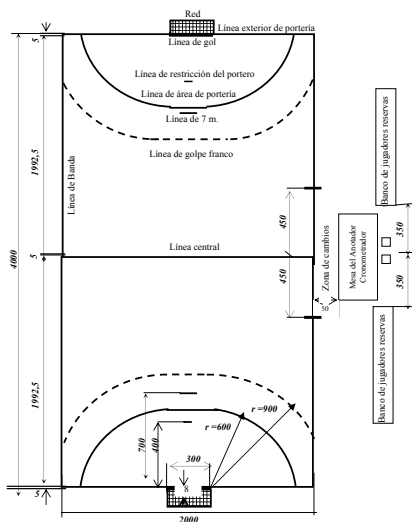 Red
Línea exterior de portería
Línea de gol
5
Línea de restricción del portero
Línea de área de portería
Línea de 7 m.
Línea de golpe franco
1992,5
Línea de Banda
Banco de jugadores reservas
450
350
4000
5
Línea central
Zona de cambios
Mesa del Anotador
Cronometrador
450
350
50
1992,5
Banco de jugadores reservas
r =900
r =600
700
400
300
8
5
2000